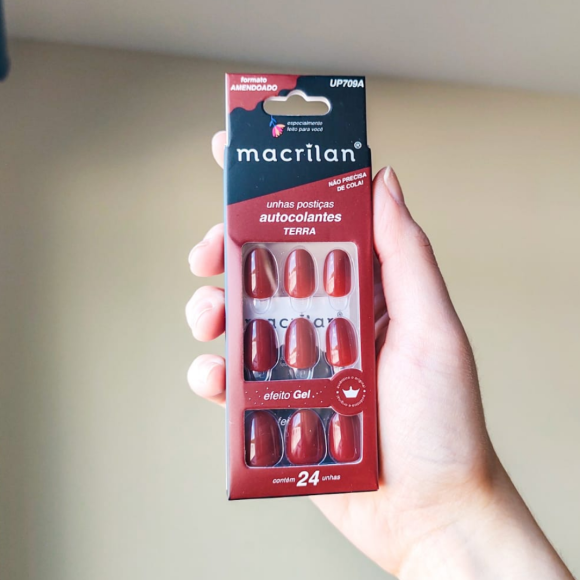 formato
AMENDOADO
UP709A
especialmente
feito para você
macrilan®
NÃO PRECISA
DE COLA!
unhas postiças
autocolantes
TERRA
macrilan
efeito Gel
contém 24 unhas